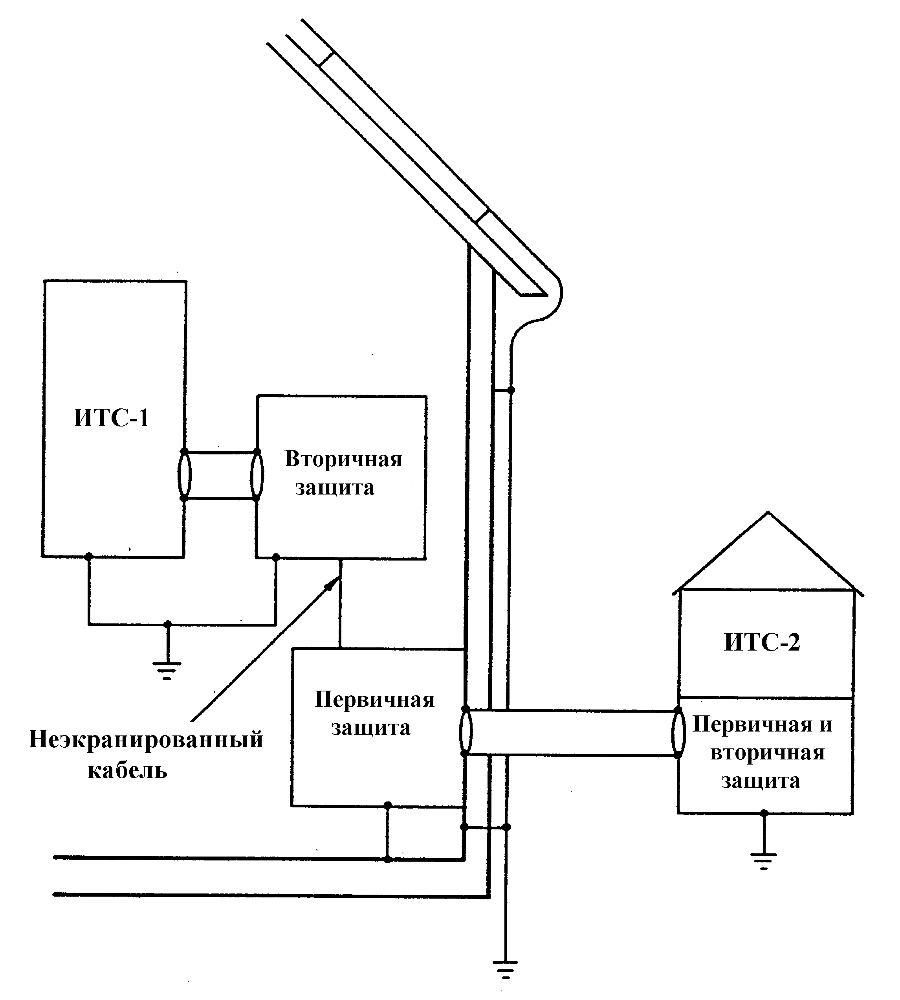 ИТС-1
Вторичная
защита
ИТС-2
Первичная
защита
Первичная и
вторичная
защита
Неэкранированный
кабель